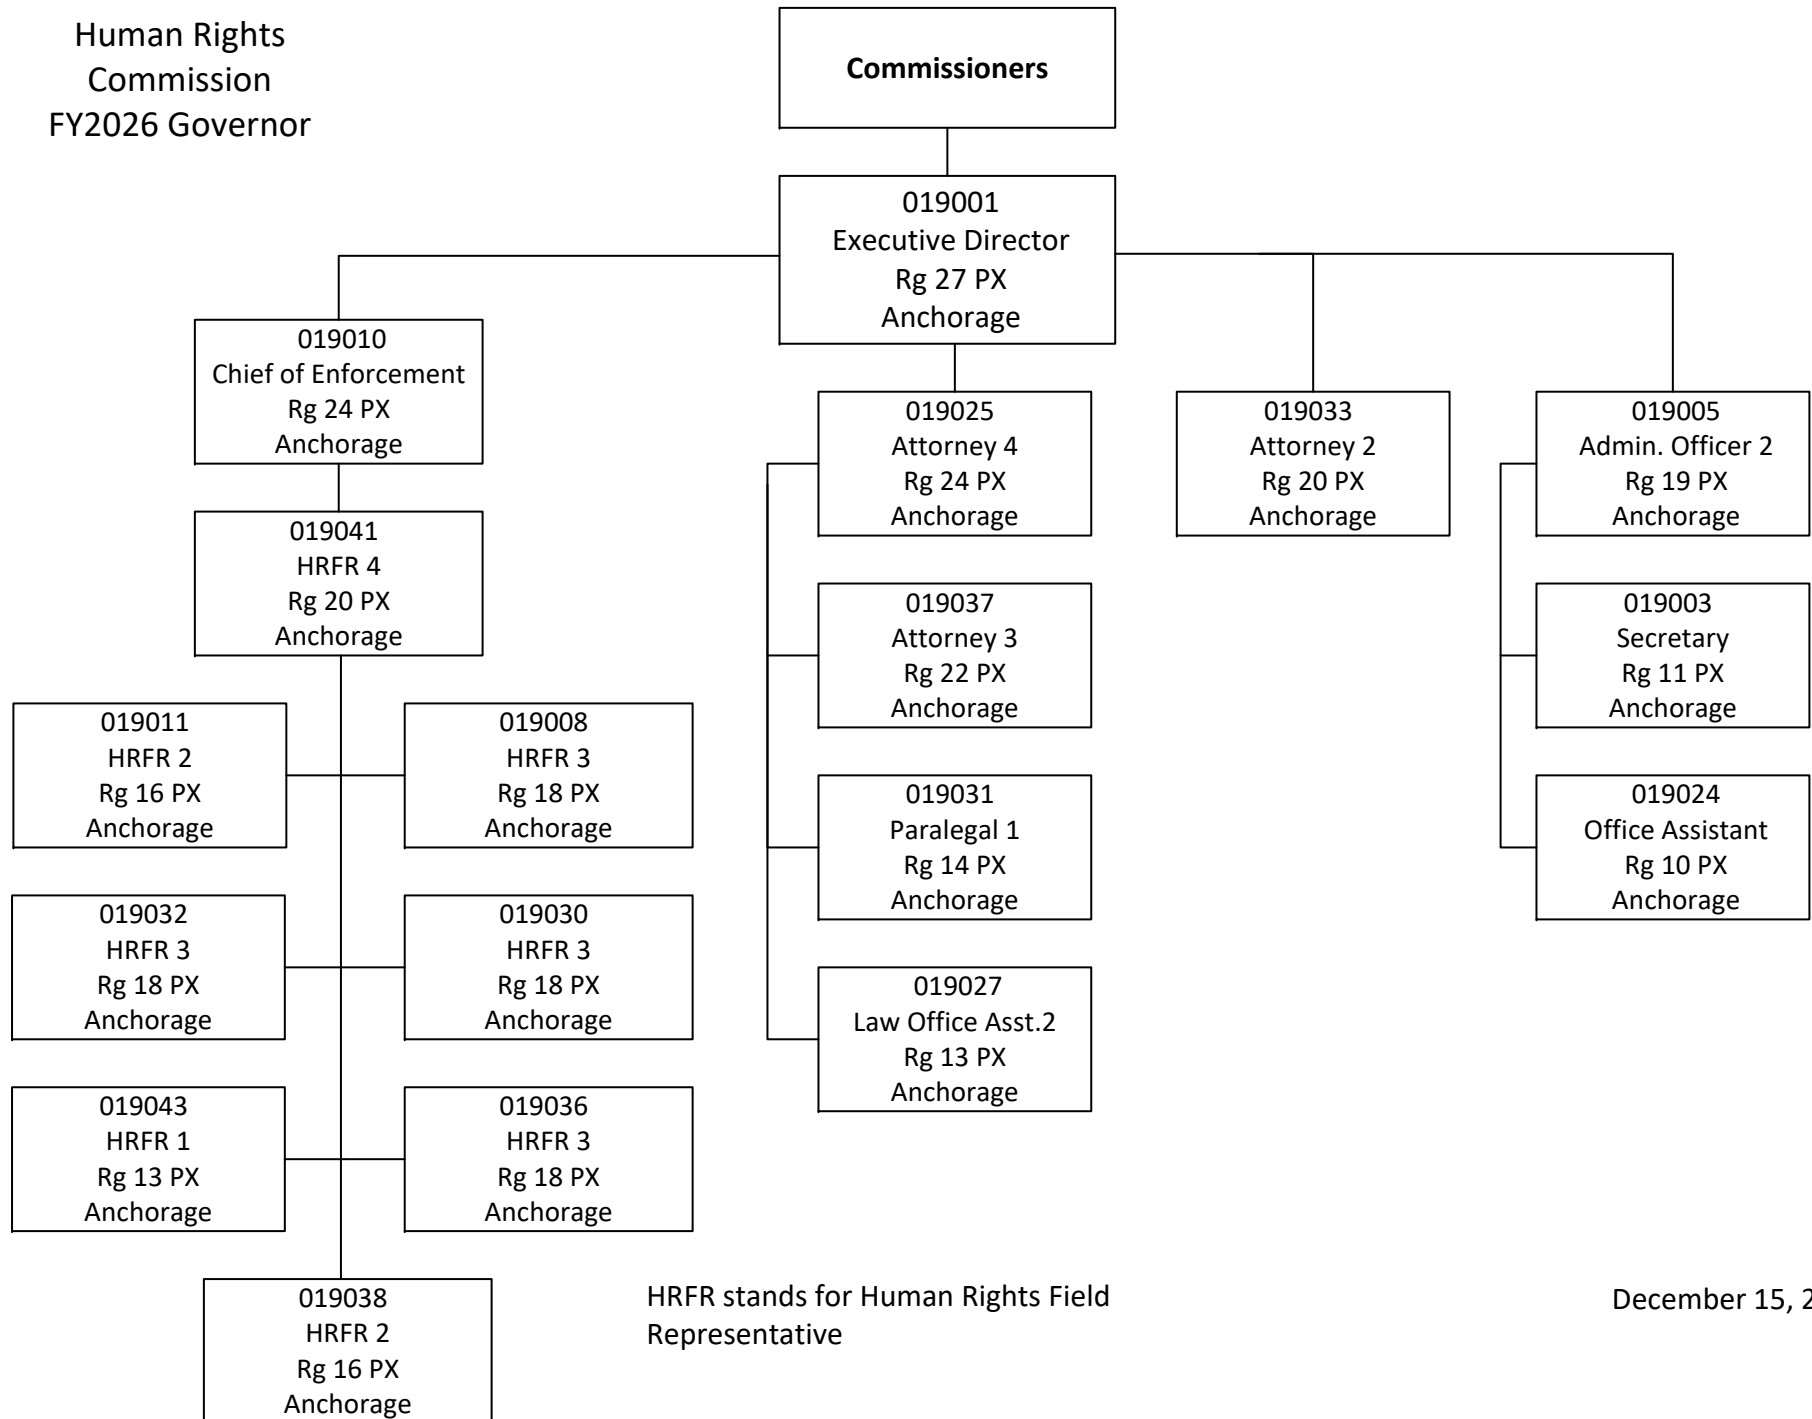 Human Rights
Commission
FY2026 Governor
Commissioners
019001
Executive Director
Rg 27 PX
Anchorage
019010
Chief of Enforcement
Rg 24 PX
Anchorage
019025
Attorney 4
Rg 24 PX
Anchorage
019033
Attorney 2
Rg 20 PX
Anchorage
019005
Admin. Officer 2
Rg 19 PX
Anchorage
019041
HRFR 4
Rg 20 PX
Anchorage
019037
Attorney 3
Rg 22 PX
Anchorage
019003
Secretary
Rg 11 PX
Anchorage
019011
HRFR 2
Rg 16 PX
Anchorage
019008
HRFR 3
Rg 18 PX
Anchorage
019031
Paralegal 1
Rg 14 PX
Anchorage
019024
Office Assistant
Rg 10 PX
Anchorage
019032
HRFR 3
Rg 18 PX
Anchorage
019030
HRFR 3
Rg 18 PX
Anchorage
019027
Law Office Asst.2
Rg 13 PX
Anchorage
019043
HRFR 1
Rg 13 PX
Anchorage
019036
HRFR 3
Rg 18 PX
Anchorage
019038
HRFR 2
Rg 16 PX
Anchorage
HRFR stands for Human Rights Field
Representative
December 15,